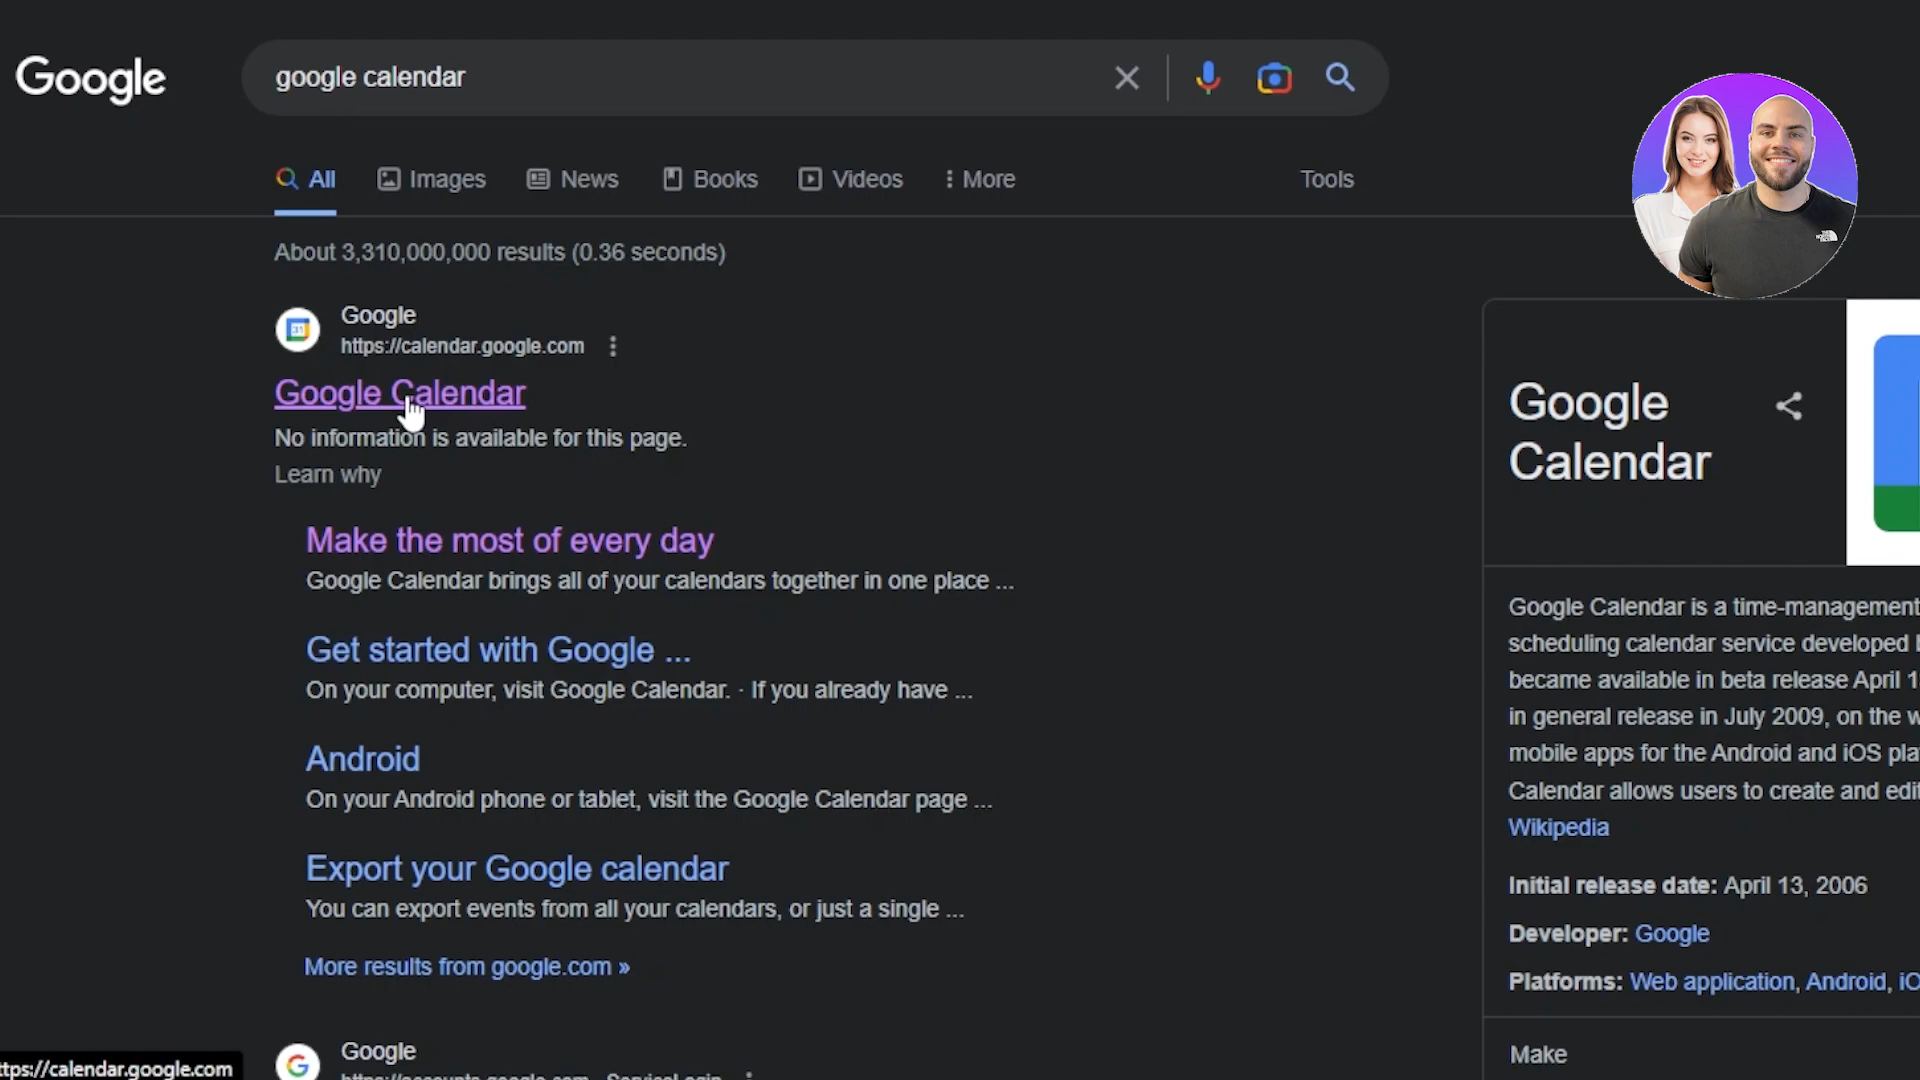 Google
google calendar
All
Images
News
Books
Videos
More
Tools
About 3,310,000,000 results (0.36 seconds)
Google
https://calendar.google.com
Google Calendar
No information is available for this page.
Learn why
Make the most of every day
Google Calendar brings all of your calendars together in one place ...
Get started with Google ...
On your computer, visit Google Calendar. · If you already have ...
Android
On your Android phone or tablet, visit the Google Calendar page ...
Export your Google calendar
You can export events from all your calendars, or just a single ...
More results from google.com »
Google
ttps://calendar.google.com
Google
Calendar
Google Calendar is a time-management
scheduling calendar service developed
became available in beta release April 1
in general release in July 2009, on the
mobile apps for the Android and iOS
Calendar allows users to create and
Wikipedia
Initial release date: April 13, 2006
Developer: Google
Platforms: Web application, Android,
Make